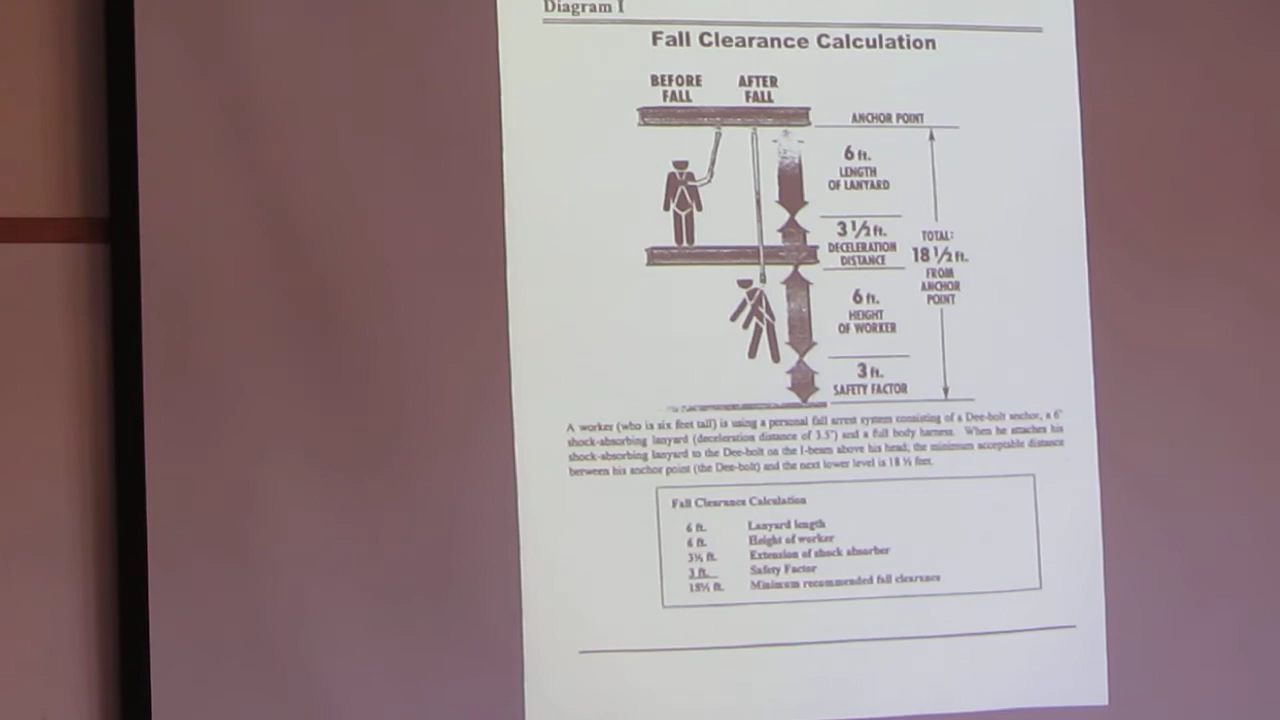 Diagram I
Fall Clearance Calculation
BEFORE FALL
AFTER FALL
ANCHOR POINT
6 ft.
LENGTH
OF LANYARD
3 1/2 ft.
DECELERATION
DISTANCE
TOTAL:
18 1/2 ft.
FROM
ANCHOR
POINT
6 ft.
HEIGHT
OF WORKER
3 ft.
SAFETY FACTOR
A worker (who is six feet tall) is using a personal fall arrest system consisting of a Dee-bolt anchor, a 6'
shock-absorbing lanyard (deceleration distance of 3.5') and a full body harness. When he attaches his
shock-absorbing lanyard to the Dee-bolt on the I-beam above his head, the minimum acceptable distance
between his anchor point (the Dee-bolt) and the next lower level is 18 ½ feet.
Fall Clearance Calculation
6 ft. Lanyard length
6 ft. Height of worker
3½ ft. Extension of shock absorber
3 ft. Safety Factor
18½ ft. Minimum recommended fall clearance